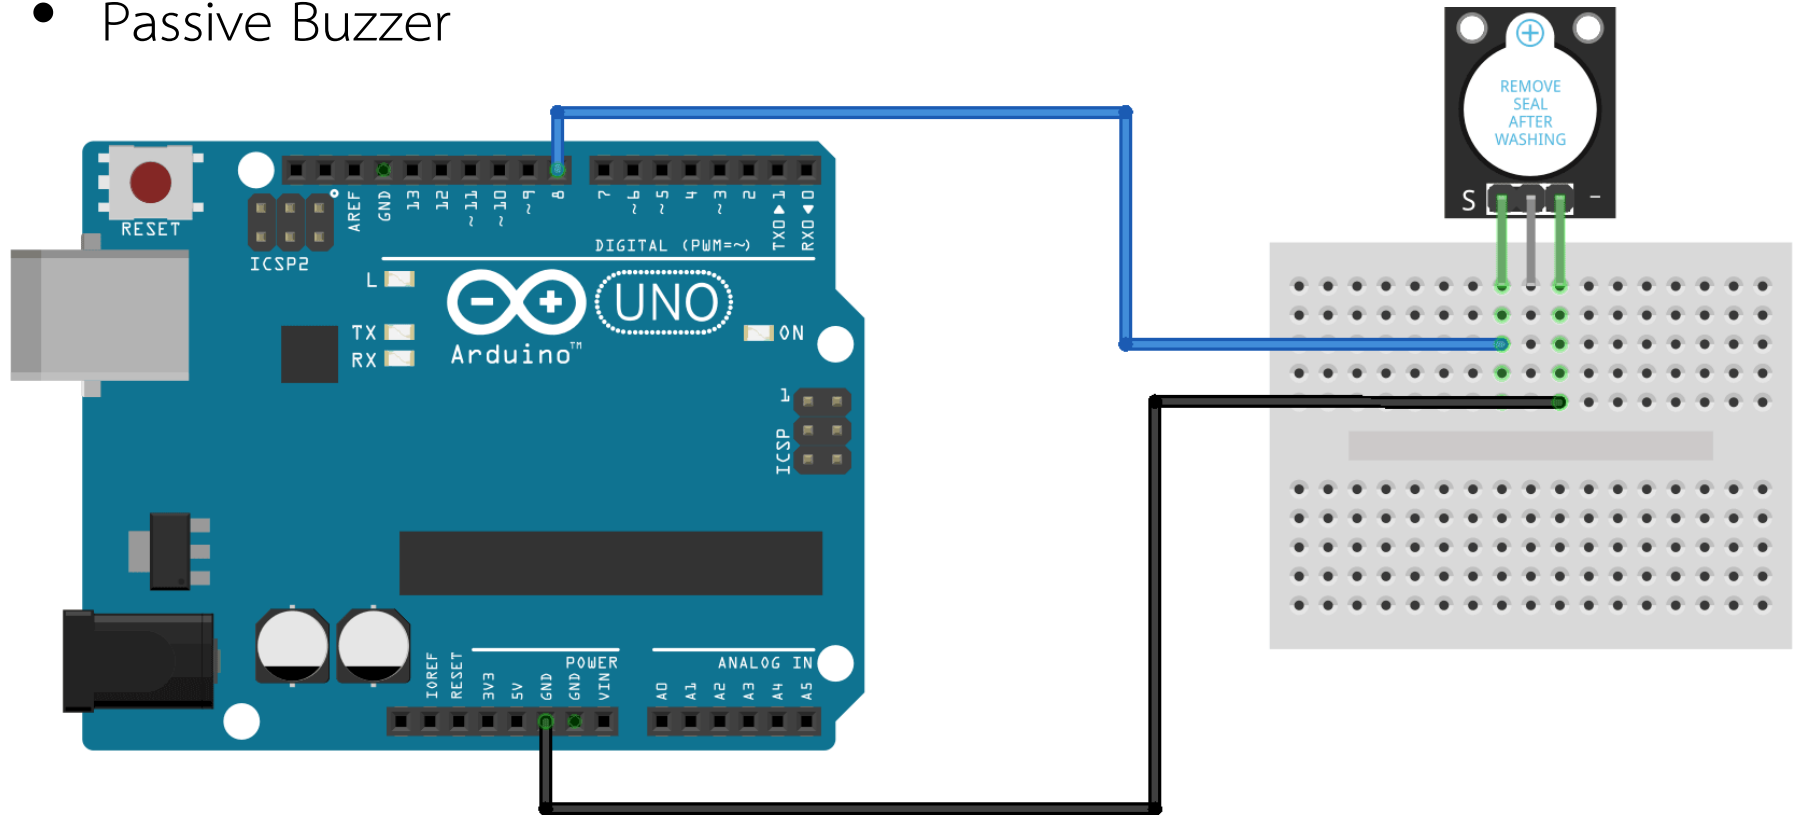 • Passive Buzzer
REMOVE
SEAL
AFTER
WASHING
S -
RESET
ICSP2
AREF
GND
13
12
~11
~10
~9
8
7
~6
~5
4
~3
2
TX0▶1
RX0◀0
DIGITAL (PWM=~)
L
TX
RX
UNO
ON
Arduino™
1
ICSP
IOREF
RESET
3V3
5V
GND
GND
VIN
POWER
ANALOG IN
A0
A1
A2
A3
A4
A5